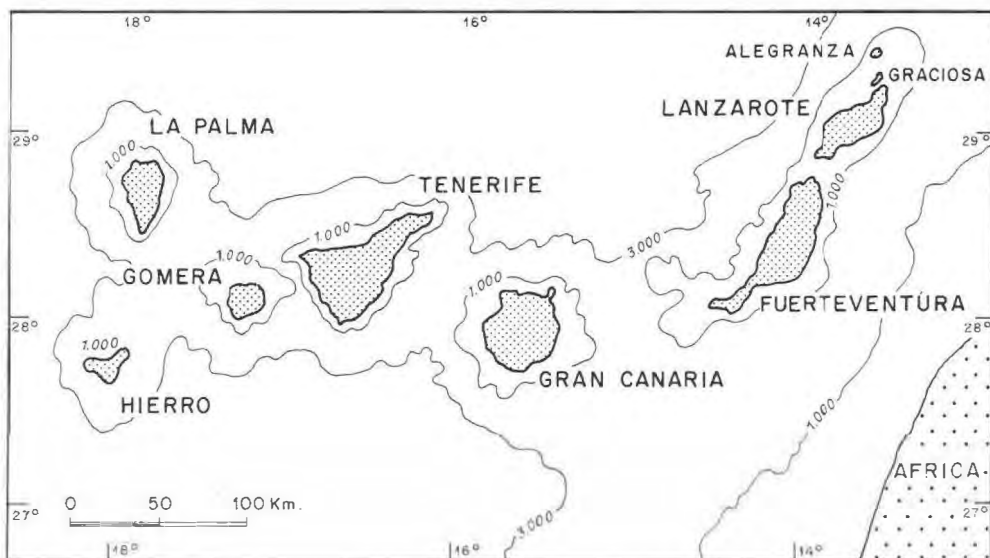 18°
16°
14°
ALEGRANZA
GRACIOSA
LANZAROTE
LA PALMA
29°
29°
1.000
TENERIFE
1.000
1.000
3.000
GOMERA
1.000
1.000
FUERTEVENTURA
28°
28°
1.000
GRAN CANARIA
HIERRO
1.000
AFRICA
0 50 100 Km.
27°
27°
3.000
18°
16°
14°